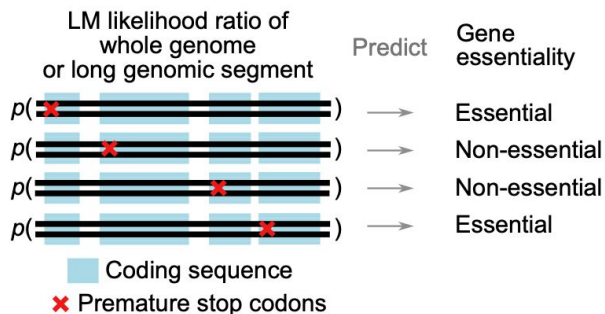 LM likelihood ratio of
whole genome
or long genomic segment
Predict
Gene
essentiality
p( ) Essential
p( ) Non-essential
p( ) Non-essential
p( ) Essential
Coding sequence
Premature stop codons